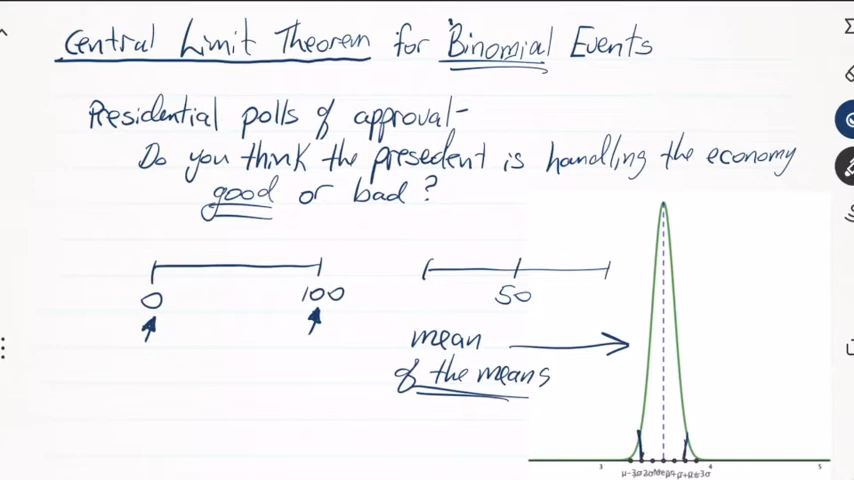 Central Limit Theorem for Binomial Events
Presidential polls of approval-
Do you think the presedent is handling the economy
good or bad?
0 100
50
mean
of the means
3 4 5